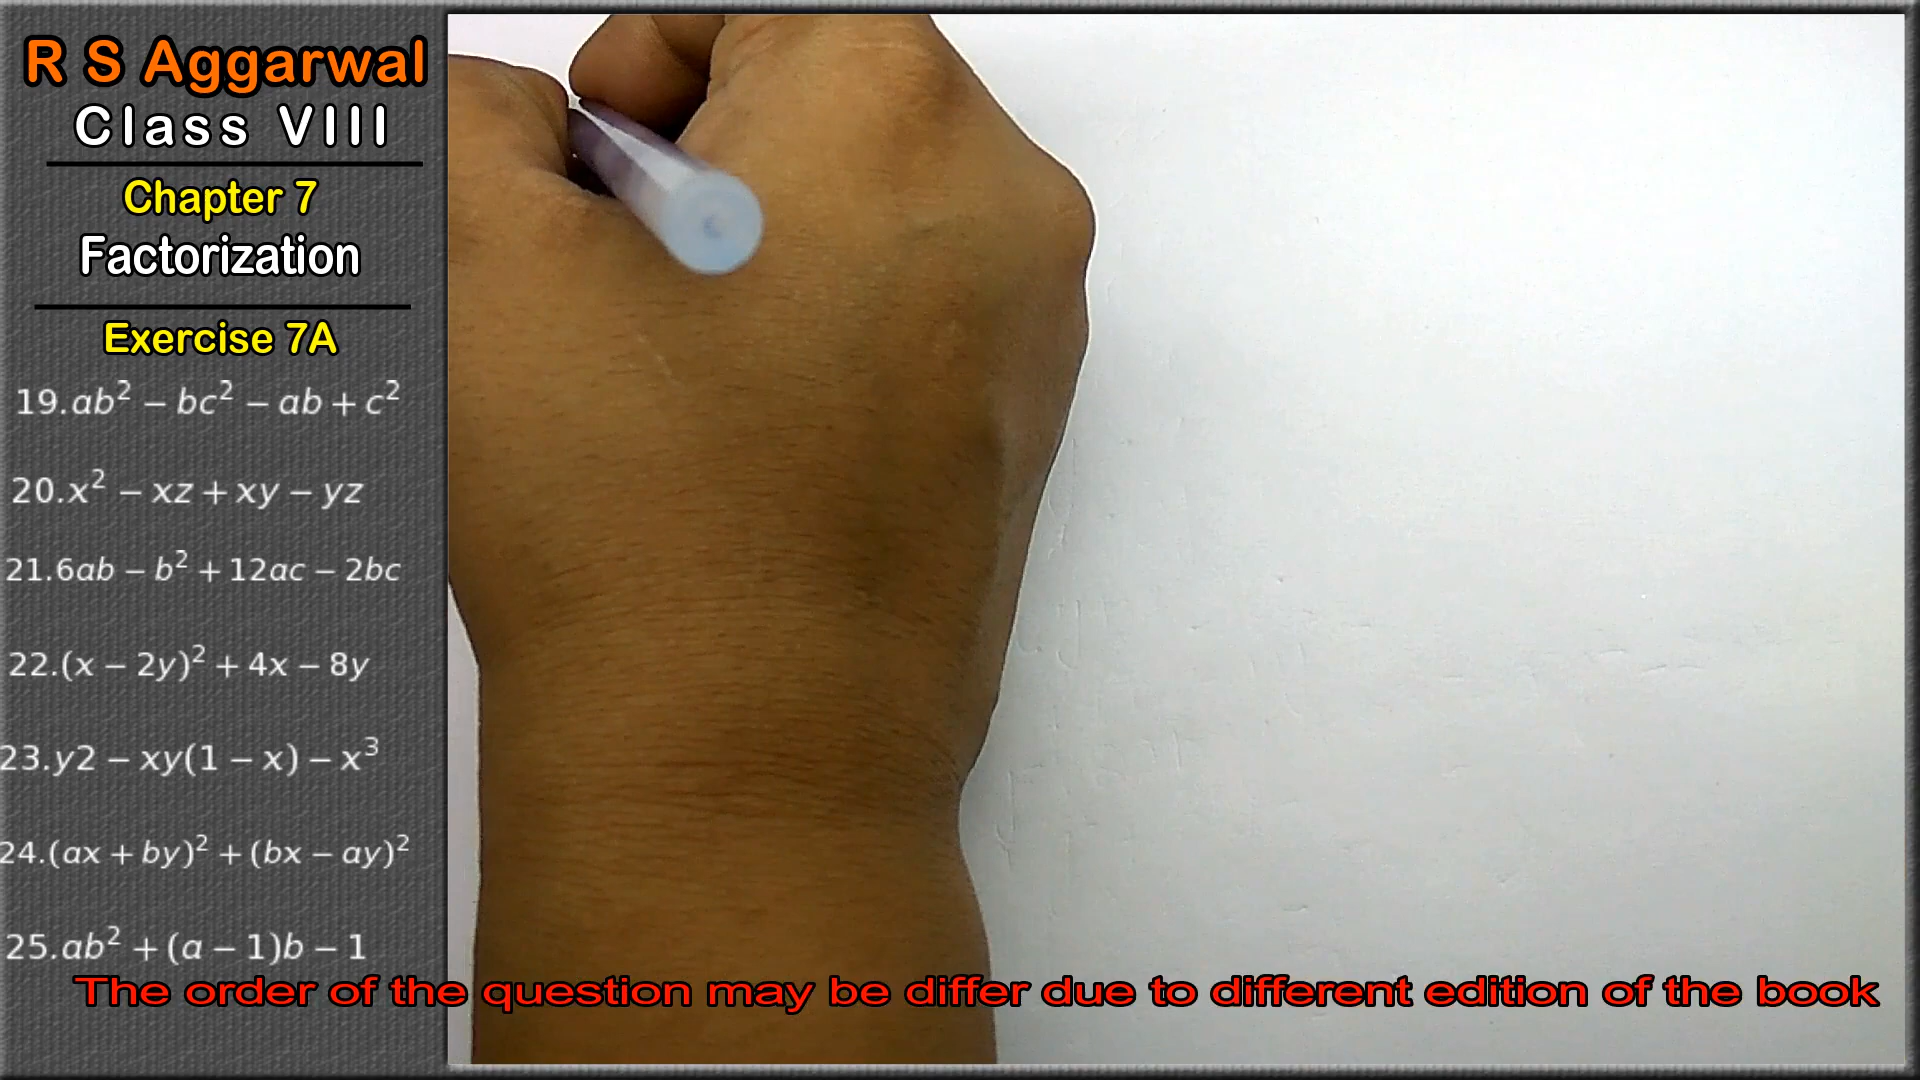 R S Aggarwal
Class VIII
Chapter 7
Factorization
Exercise 7A
19.ab² − bc² − ab + c²
20.x² − xz + xy − yz
21.6ab − b² + 12ac − 2bc
22.(x − 2y)² + 4x − 8y
23.y2 − xy(1 − x) − x³
24.(ax + by)² + (bx − ay)²
25.ab² + (a − 1)b − 1
The order of the question may be differ due to different edition of the book